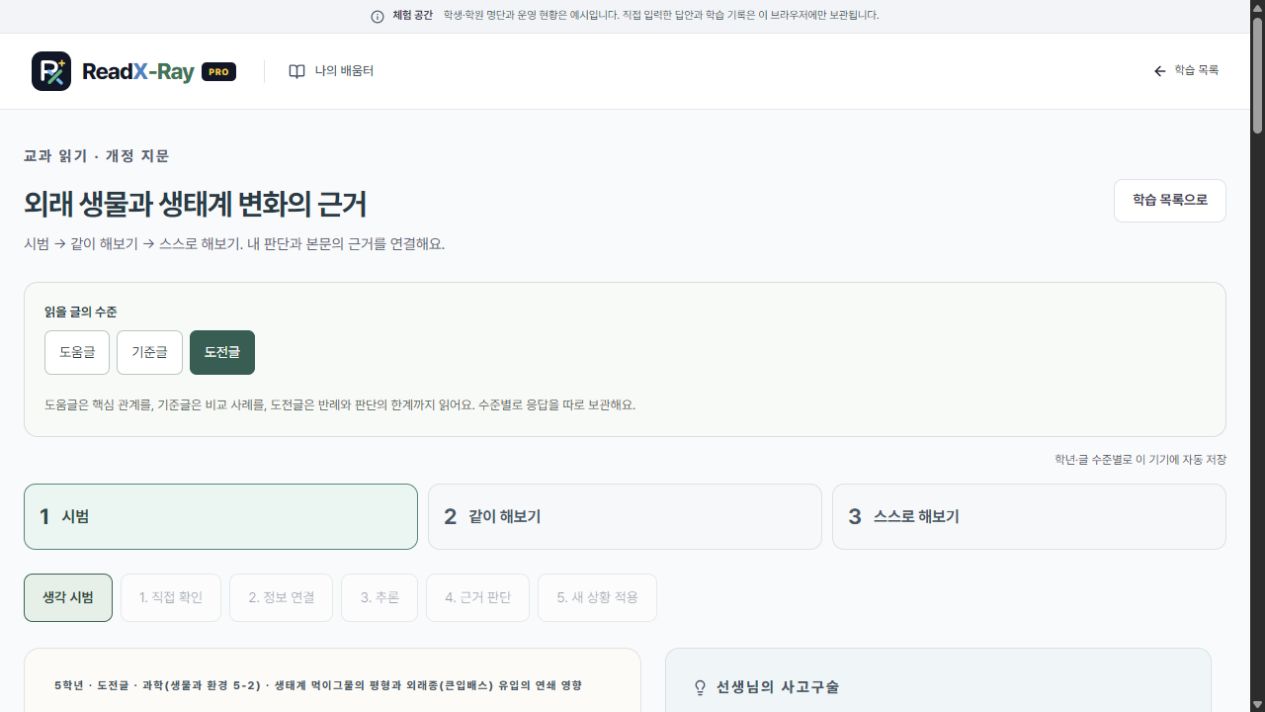 체험 공간 학생·학원 명단과 운영 현황은 예시입니다. 직접 입력한 답안과 학습 기록은 이 브라우저에만 보관됩니다.
ReadX-Ray PRO 나의 배움터 학습 목록
교과 읽기 · 개정 지문
외래 생물과 생태계 변화의 근거
학습 목록으로
시범 → 같이 해보기 → 스스로 해보기. 내 판단과 본문의 근거를 연결해요.
읽을 글의 수준
도움글 기준글 도전글
도움글은 핵심 관계를, 기준글은 비교 사례를, 도전글은 반례와 판단의 한계까지 읽어요. 수준별로 응답을 따로 보관해요.
학년·글 수준별로 이 기기에 자동 저장
1 시범 2 같이 해보기 3 스스로 해보기
생각 시범 1. 직접 확인 2. 정보 연결 3. 추론 4. 근거 판단 5. 새 상황 적용
5학년 · 도전글 · 과학(생물과 환경 5-2) · 생태계 먹이그물의 평형과 외래종(큰입배스) 유입의 연쇄 영향
선생님의 사고구술